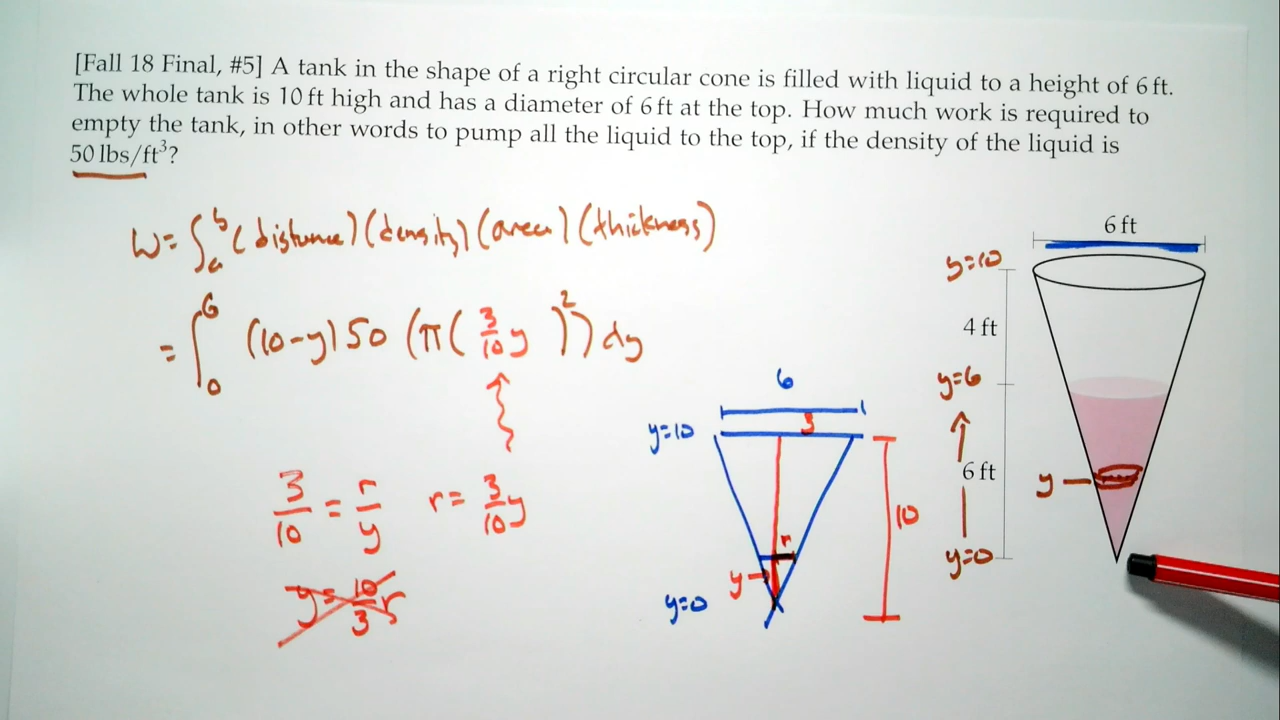 [Fall 18 Final, #5] A tank in the shape of a right circular cone is filled with liquid to a height of 6 ft.
The whole tank is 10 ft high and has a diameter of 6 ft at the top. How much work is required to
empty the tank, in other words to pump all the liquid to the top, if the density of the liquid is
50 lbs/ft³?
W = ∫_a^b (distance)(density)(area)(thickness)
= ∫_0^6 (10-y) 50 (π(3/10 y)²) dy
3/10 = r/y r = 3/10 y
y = 10/3 r
6
3
y=10
10
r
y
y=0
6 ft
y=10
4 ft
y=6
6 ft
y
y=0